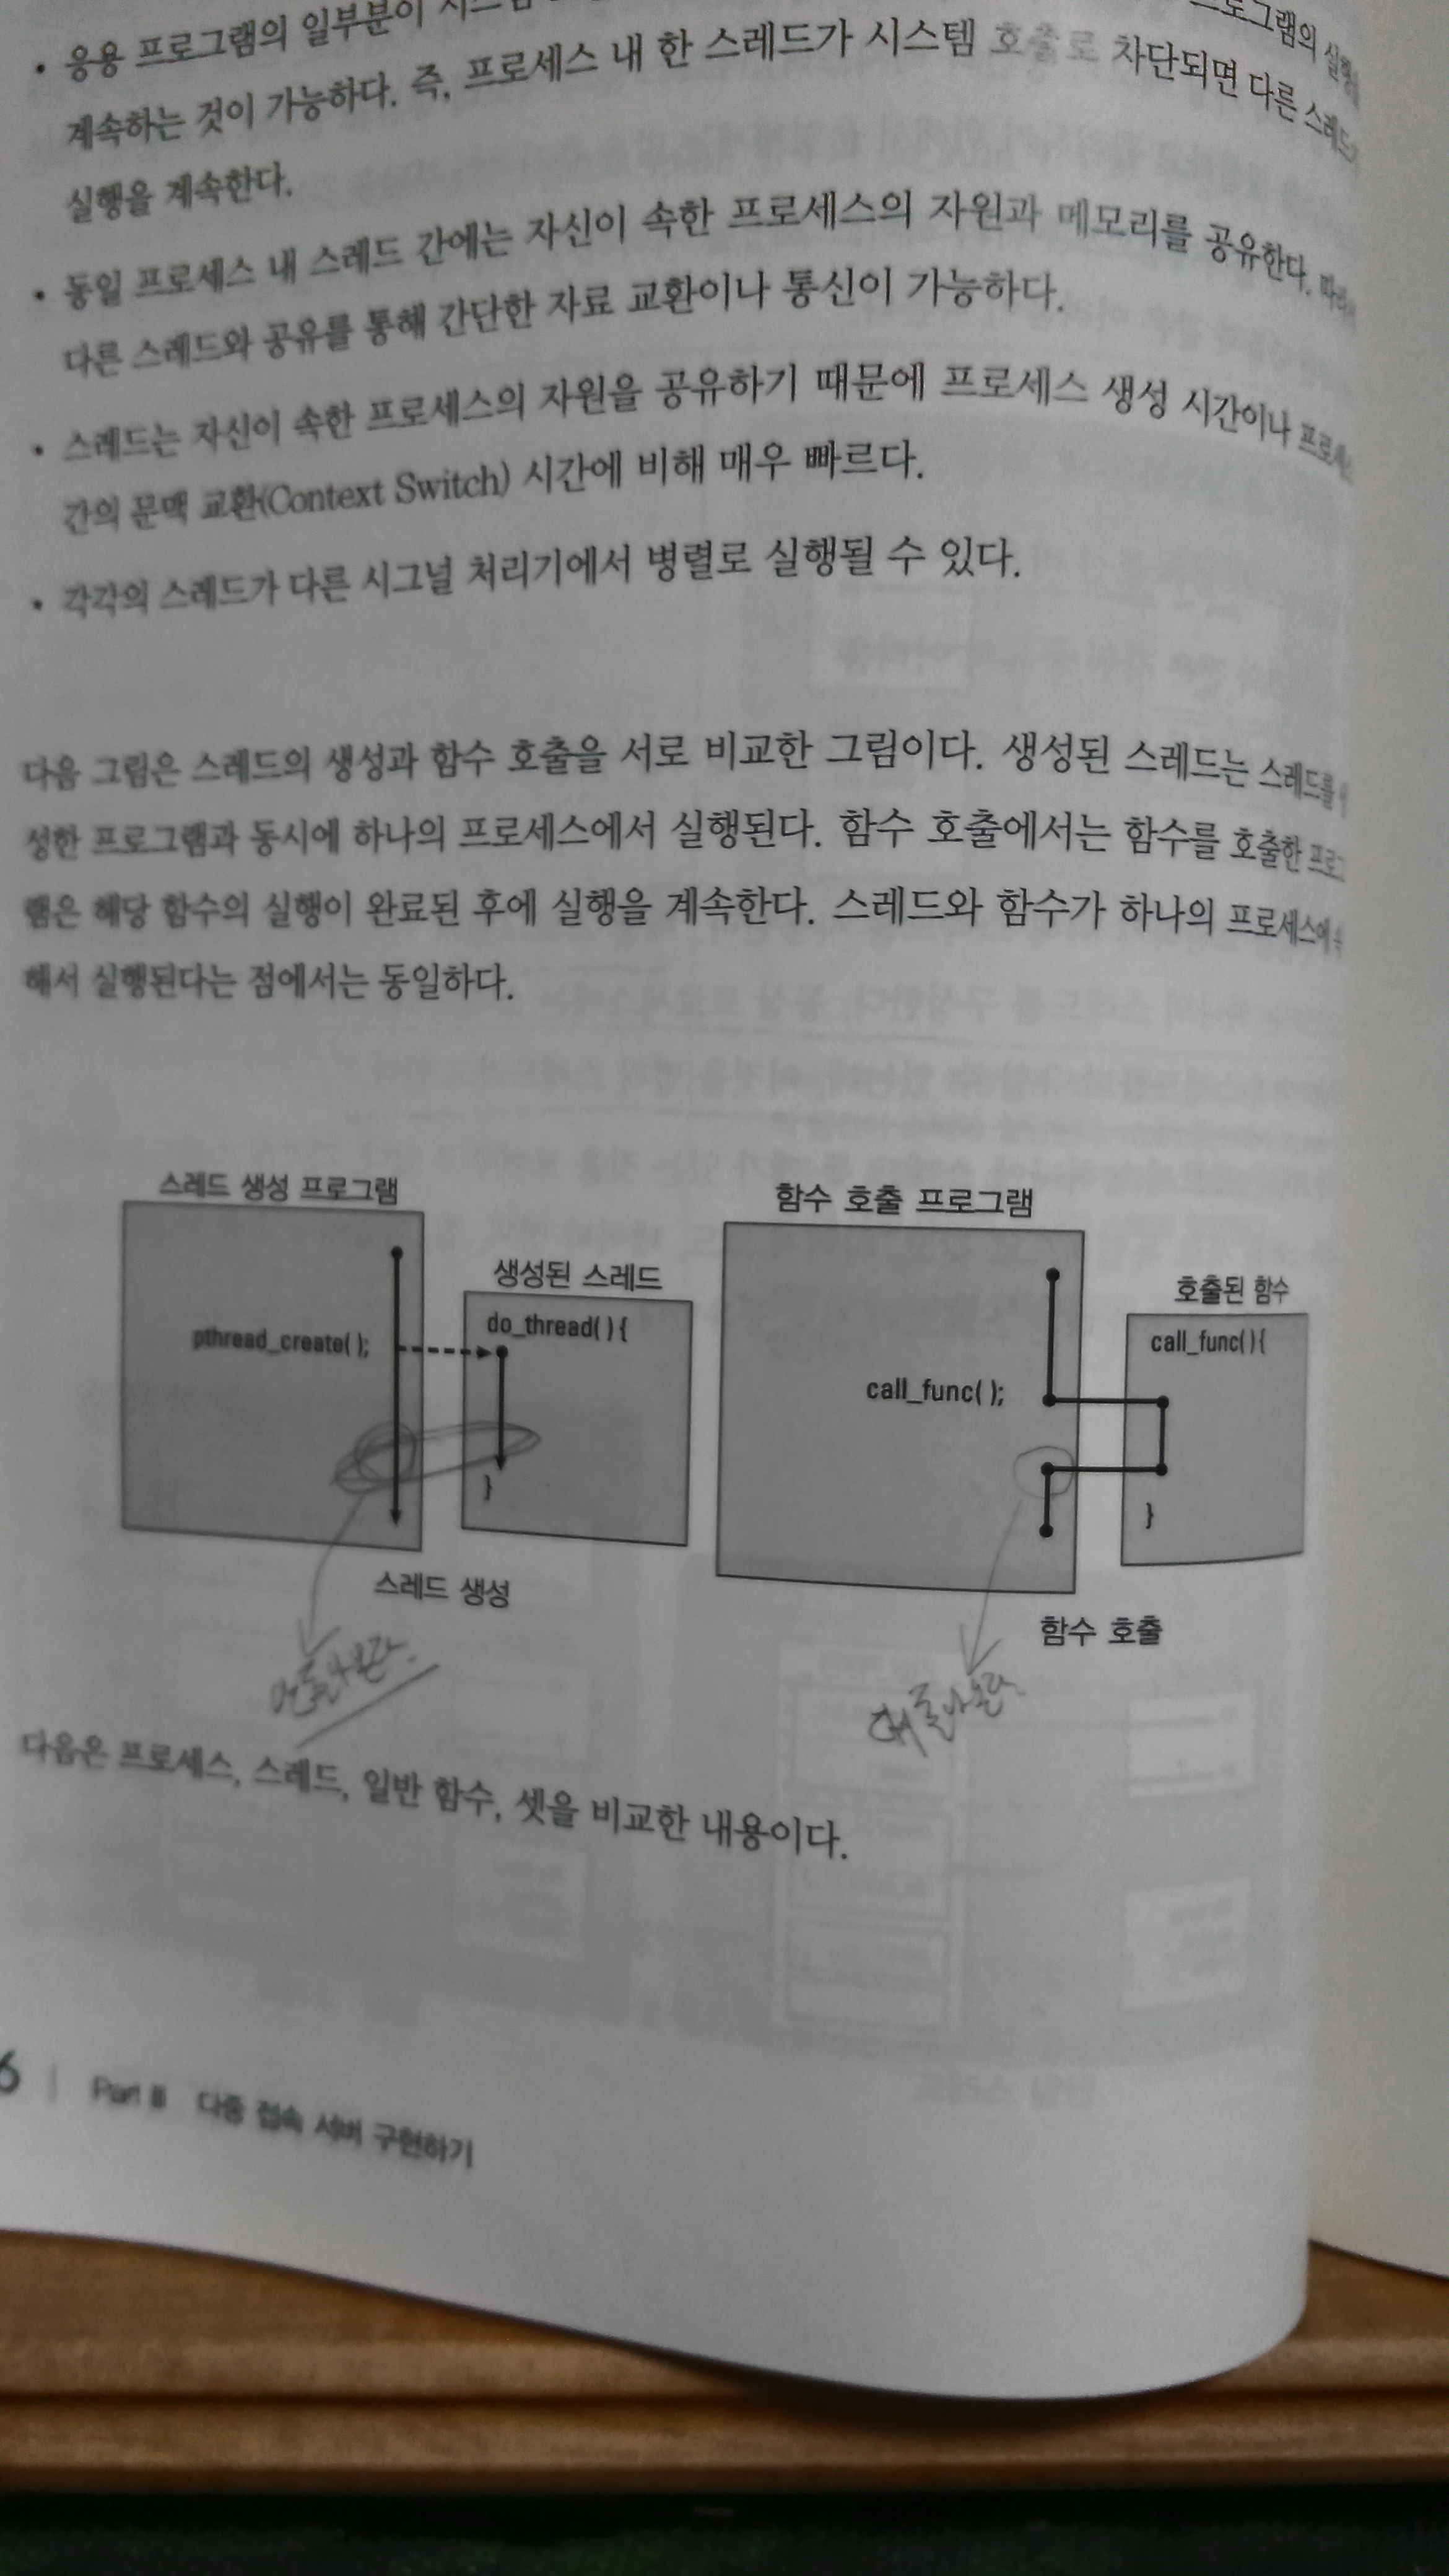 프로그램의 실행을
• 응용 프로그램의 일부분이
계속하는 것이 가능하다. 즉, 프로세스 내 한 스레드가 시스템 호출로 차단되면 다른 스레드가
실행을 계속한다.
• 동일 프로세스 내 스레드 간에는 자신이 속한 프로세스의 자원과 메모리를 공유한다. 따라서
다른 스레드와 공유를 통해 간단한 자료 교환이나 통신이 가능하다.
• 스레드는 자신이 속한 프로세스의 자원을 공유하기 때문에 프로세스 생성 시간이나 프로세스
간의 문맥 교환(Context Switch) 시간에 비해 매우 빠르다.
• 각각의 스레드가 다른 시그널 처리기에서 병렬로 실행될 수 있다.
다음 그림은 스레드의 생성과 함수 호출을 서로 비교한 그림이다. 생성된 스레드는 스레드를
성한 프로그램과 동시에 하나의 프로세스에서 실행된다. 함수 호출에서는 함수를 호출한 프로그
램은 해당 함수의 실행이 완료된 후에 실행을 계속한다. 스레드와 함수가 하나의 프로세스에 속
해서 실행된다는 점에서는 동일하다.
스레드 생성 프로그램
pthread_create( );
생성된 스레드
do_thread( ) {
}
스레드 생성
함수 호출 프로그램
call_func( );
호출된 함수
call_func( ) {
}
함수 호출
다음은 프로세스, 스레드, 일반 함수, 셋을 비교한 내용이다.
6 | Part II 다중 접속 서버 구현하기